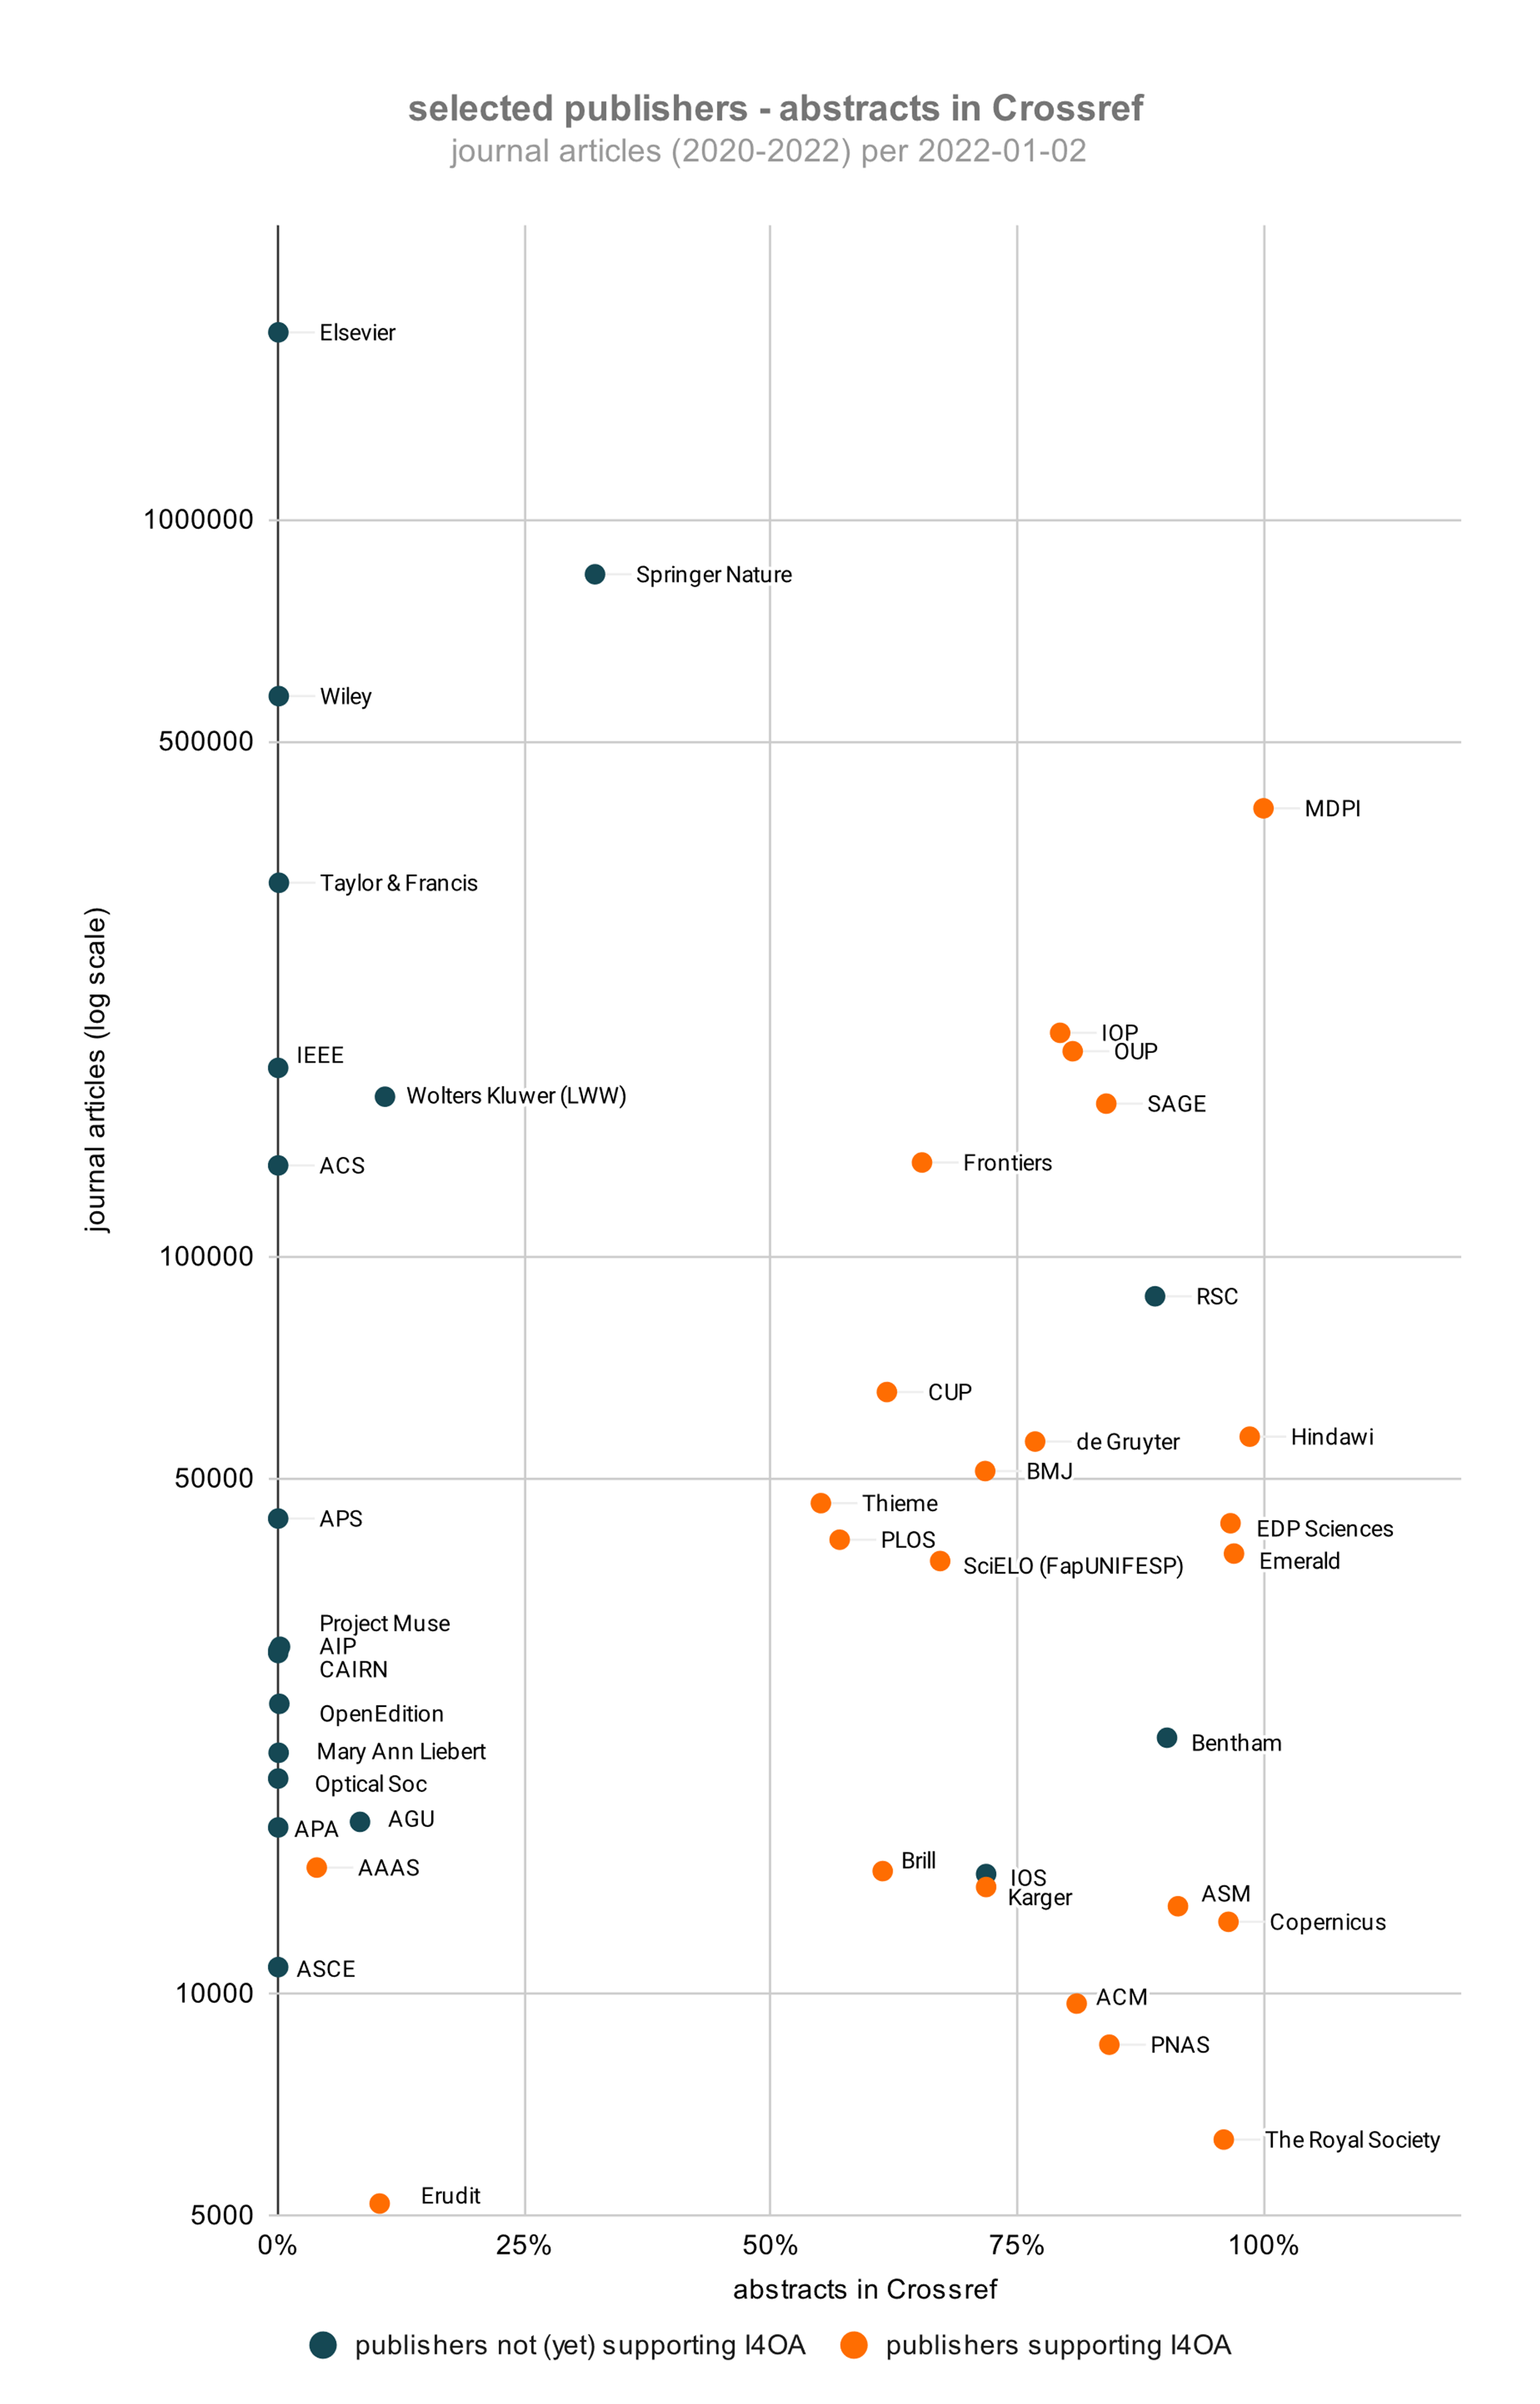 selected publishers - abstracts in Crossref
journal articles (2020-2022) per 2022-01-02
Elsevier
1000000
Springer Nature
Wiley
500000
MDPI
Taylor & Francis
journal articles (log scale)
IOP
OUP
IEEE
Wolters Kluwer (LWW)
SAGE
Frontiers
ACS
100000
RSC
CUP
Hindawi
de Gruyter
BMJ
50000
Thieme
APS
EDP Sciences
PLOS
Emerald
SciELO (FapUNIFESP)
Project Muse
AIP
CAIRN
OpenEdition
Bentham
Mary Ann Liebert
Optical Soc
AGU
APA
AAAS
Brill
IOS
Karger
ASM
Copernicus
ASCE
10000
ACM
PNAS
The Royal Society
Erudit
5000
0% 25% 50% 75% 100%
abstracts in Crossref
publishers not (yet) supporting I4OA publishers supporting I4OA